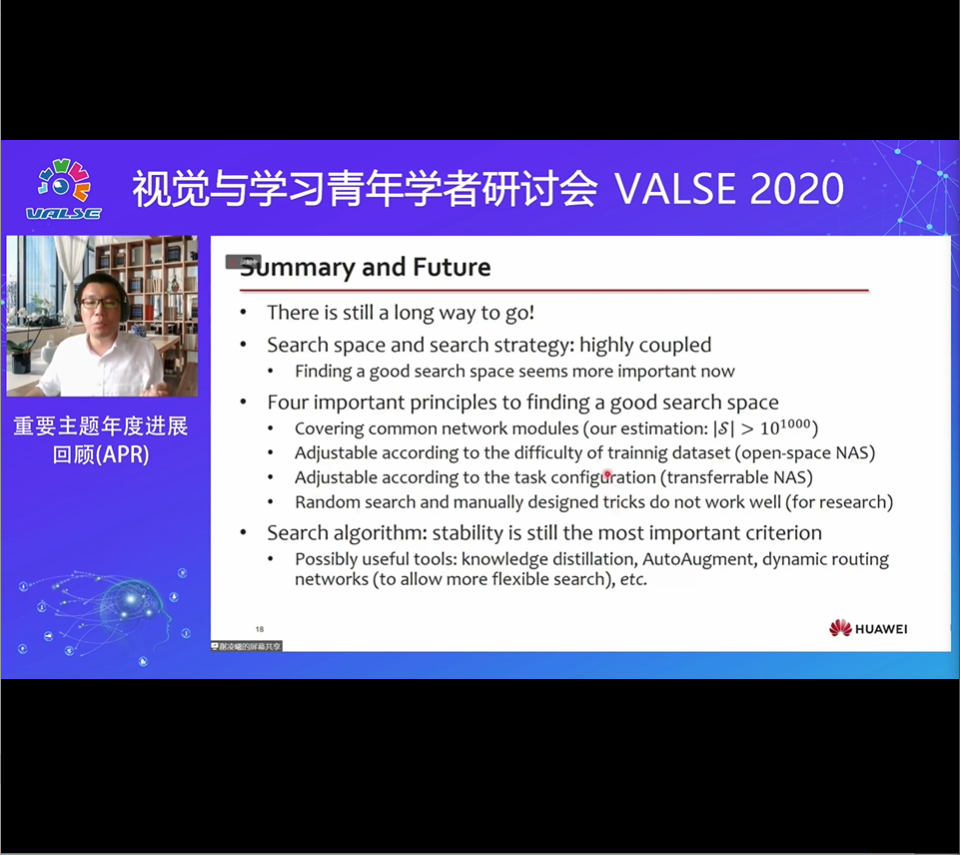 视觉与学习青年学者研讨会 VALSE 2020
VALSE
重要主题年度进展
回顾(APR)
Summary and Future
• There is still a long way to go!
• Search space and search strategy: highly coupled
• Finding a good search space seems more important now
• Four important principles to finding a good search space
• Covering common network modules (our estimation: |𝒮| > 10¹⁰⁰⁰)
• Adjustable according to the difficulty of trainnig dataset (open-space NAS)
• Adjustable according to the task configuration (transferrable NAS)
• Random search and manually designed tricks do not work well (for research)
• Search algorithm: stability is still the most important criterion
• Possibly useful tools: knowledge distillation, AutoAugment, dynamic routing
networks (to allow more flexible search), etc.
18
HUAWEI
谢凌曦的屏幕共享